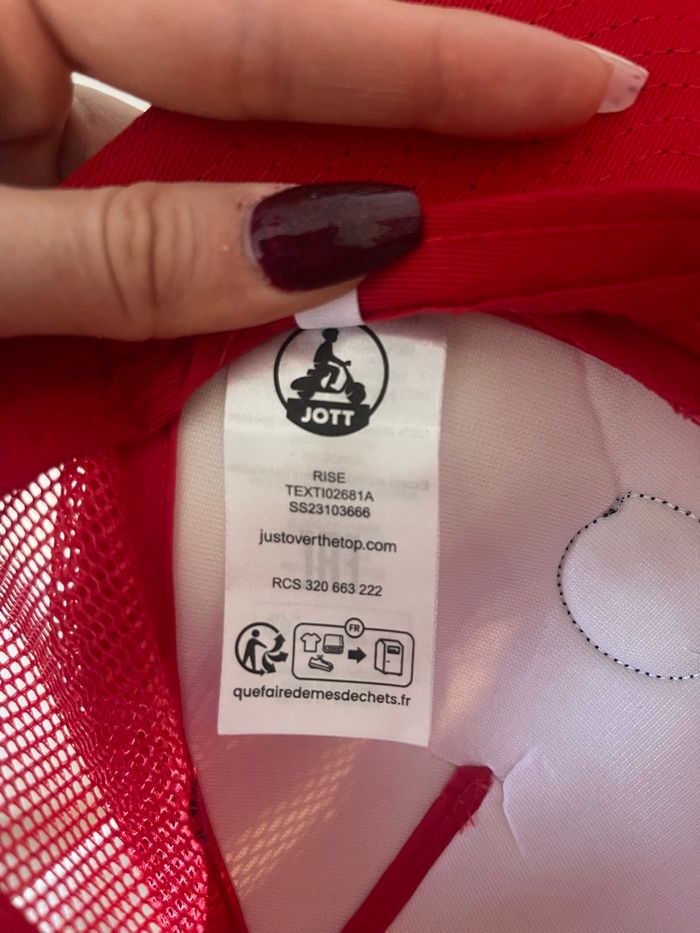 JOTT
RISE
TEXTI02681A
SS23103666
justoverthetop.com
RCS 320 663 222
FR
quefairedemesdechets.fr